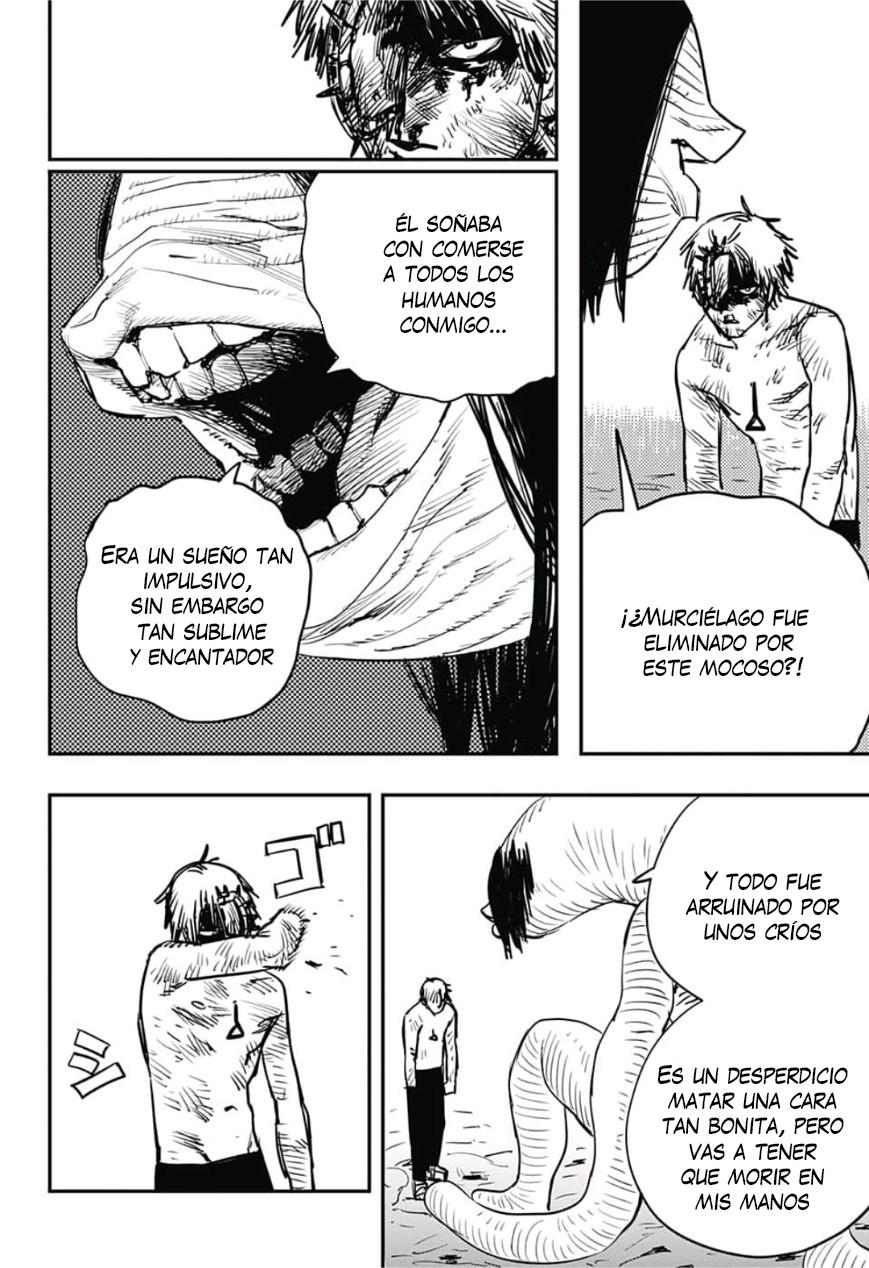 ¡¿MURCIÉLAGO FUE
ELIMINADO POR
ESTE MOCOSO?!
ÉL SOÑABA
CON COMERSE
A TODOS LOS
HUMANOS
CONMIGO...
ERA UN SUEÑO TAN
IMPULSIVO,
SIN EMBARGO
TAN SUBLIME
Y ENCANTADOR
Y TODO FUE
ARRUINADO POR
UNOS CRÍOS
ES UN DESPERDICIO
MATAR UNA CARA
TAN BONITA, PERO
VAS A TENER
QUE MORIR EN
MIS MANOS
ゴ
シ